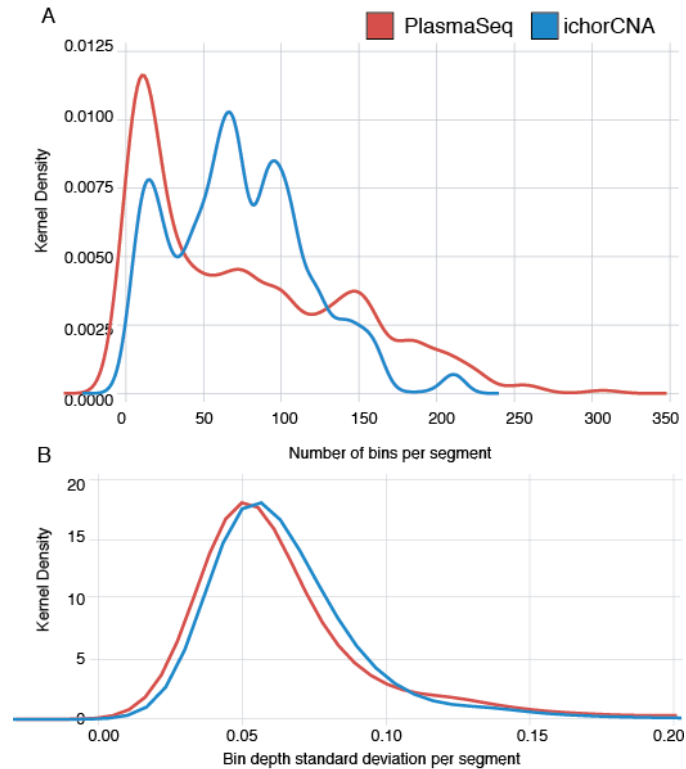 A
PlasmaSeq ichorCNA
0.0125
0.0100
0.0075
0.0050
0.0025
0.0000
Kernel Density
0 50 100 150 200 250 300 350
Number of bins per segment
B
20
15
10
5
0
Kernel Density
0.00 0.05 0.10 0.15 0.20
Bin depth standard deviation per segment